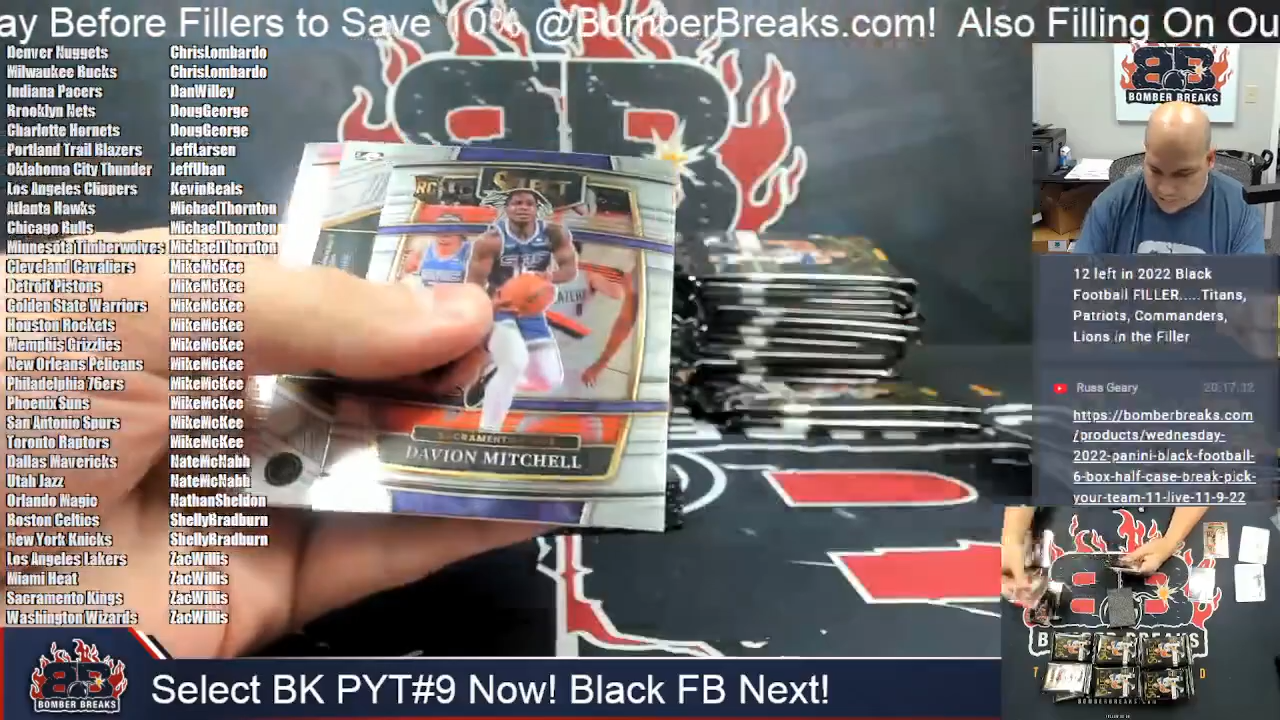 ay Before Fillers to Save 10% @BomberBreaks.com! Also Filling On Ou
Denver Nuggets ChrisLombardo
Milwaukee Bucks ChrisLombardo
Indiana Pacers DanWilley
Brooklyn Nets DougGeorge
Charlotte Hornets DougGeorge
Portland Trail Blazers JeffLarsen
Oklahoma City Thunder JeffUhan
Los Angeles Clippers KevinBeals
Atlanta Hawks MichaelThornton
Chicago Bulls MichaelThornton
Minnesota Timberwolves MichaelThornton
Cleveland Cavaliers MikeMcKee
Detroit Pistons MikeMcKee
Golden State Warriors MikeMcKee
Houston Rockets MikeMcKee
Memphis Grizzlies MikeMcKee
New Orleans Pelicans MikeMcKee
Philadelphia 76ers MikeMcKee
Phoenix Suns MikeMcKee
San Antonio Spurs MikeMcKee
Toronto Raptors MikeMcKee
Dallas Mavericks NateMcNabb
Utah Jazz NateMcNabb
Orlando Magic NathanSheldon
Boston Celtics ShellyBradburn
New York Knicks ShellyBradburn
Los Angeles Lakers ZacWillis
Miami Heat ZacWillis
Sacramento Kings ZacWillis
Washington Wizards ZacWillis
SELECT
SACRAMENTO
DAVION MITCHELL
BB
BOMBER BREAKS
12 left in 2022 Black
Football FILLER.....Titans,
Patriots, Commanders,
Lions in the Filler
Russ Geary 20:17:12
https://bomberbreaks.com
/products/wednesday-
2022-panini-black-football-
6-box-half-case-break-pick-
your-team-11-live-11-9-22
BB
BOMBER BREAKS
Select BK PYT#9 Now! Black FB Next!